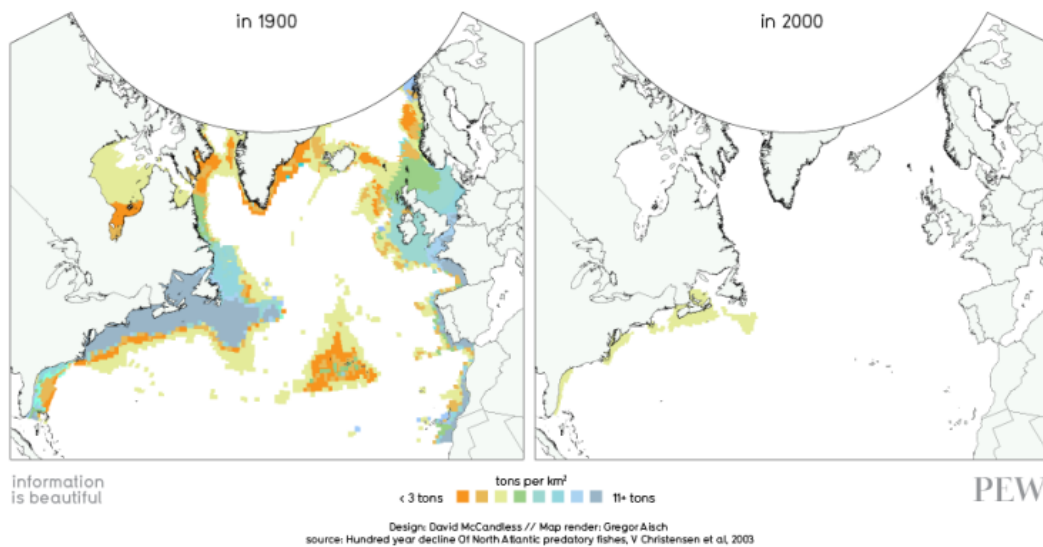 in 1900
in 2000
information
is beautiful
tons per km²
< 3 tons
11+ tons
PEW
Design: David McCandless // Map render: Gregor Aisch
source: Hundred year decline Of North Atlantic predatory fishes, V Christensen et al, 2003